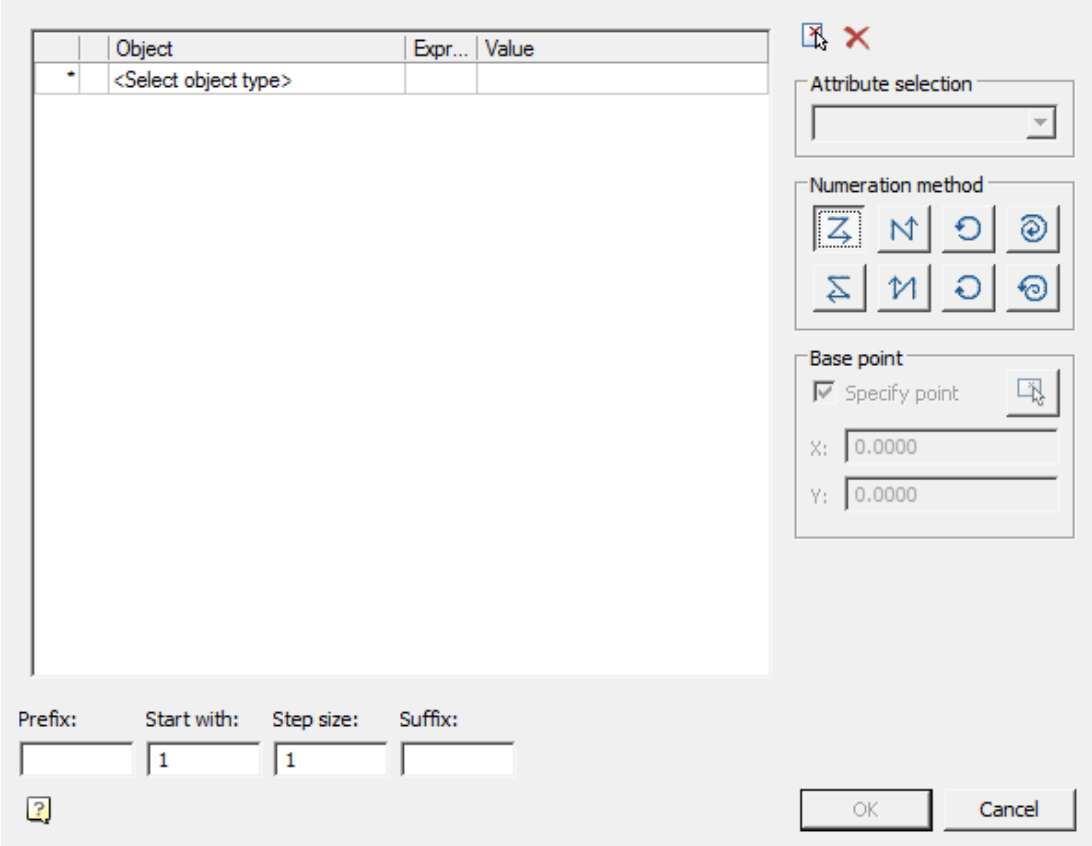 Object Expr... Value
* <Select object type>
Attribute selection
Numeration method
Base point
Specify point
X: 0.0000
Y: 0.0000
Prefix: Start with: Step size: Suffix:
1 1
?
OK Cancel